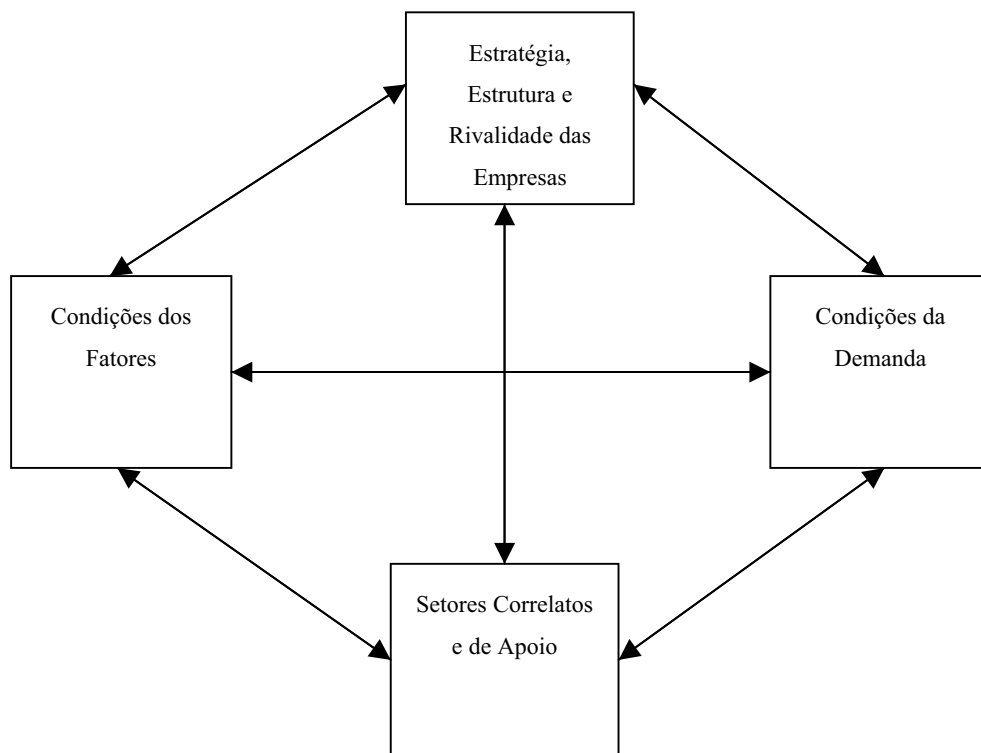 Estratégia,
Estrutura e
Rivalidade das
Empresas
Condições dos
Fatores
Condições da
Demanda
Setores Correlatos
e de Apoio